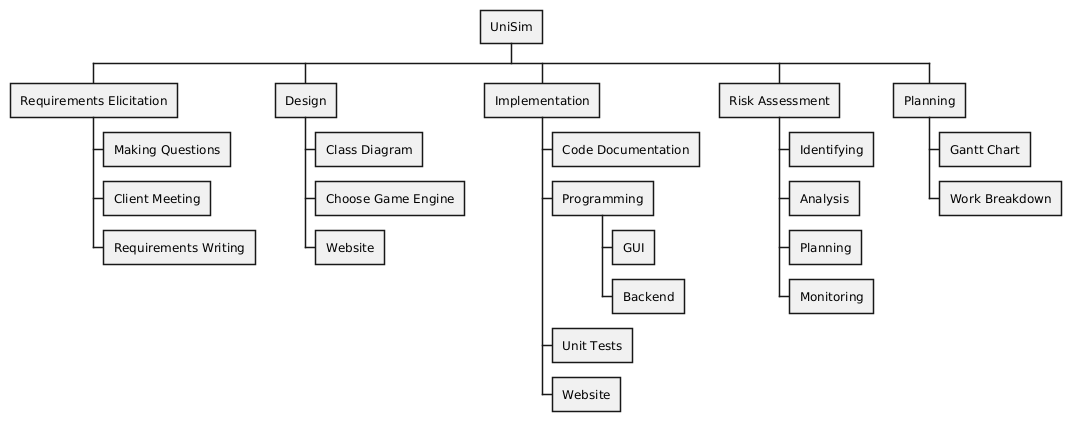 UniSim
Requirements Elicitation
Making Questions
Client Meeting
Requirements Writing
Design
Class Diagram
Choose Game Engine
Website
Implementation
Code Documentation
Programming
GUI
Backend
Unit Tests
Website
Risk Assessment
Identifying
Analysis
Planning
Monitoring
Planning
Gantt Chart
Work Breakdown